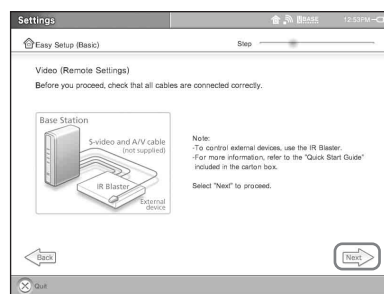 Settings
BASE 12:53PM
Easy Setup (Basic)
Step
Video (Remote Settings)
Before you proceed, check that all cables are connected correctly.
Base Station
S-video and A/V cable
(not supplied)
IR Blaster
External
device
Note:
-To control external devices, use the IR Blaster.
-For more information, refer to the "Quick Start Guide"
included in the carton box.
Select "Next" to proceed.
Back
Next
Quit